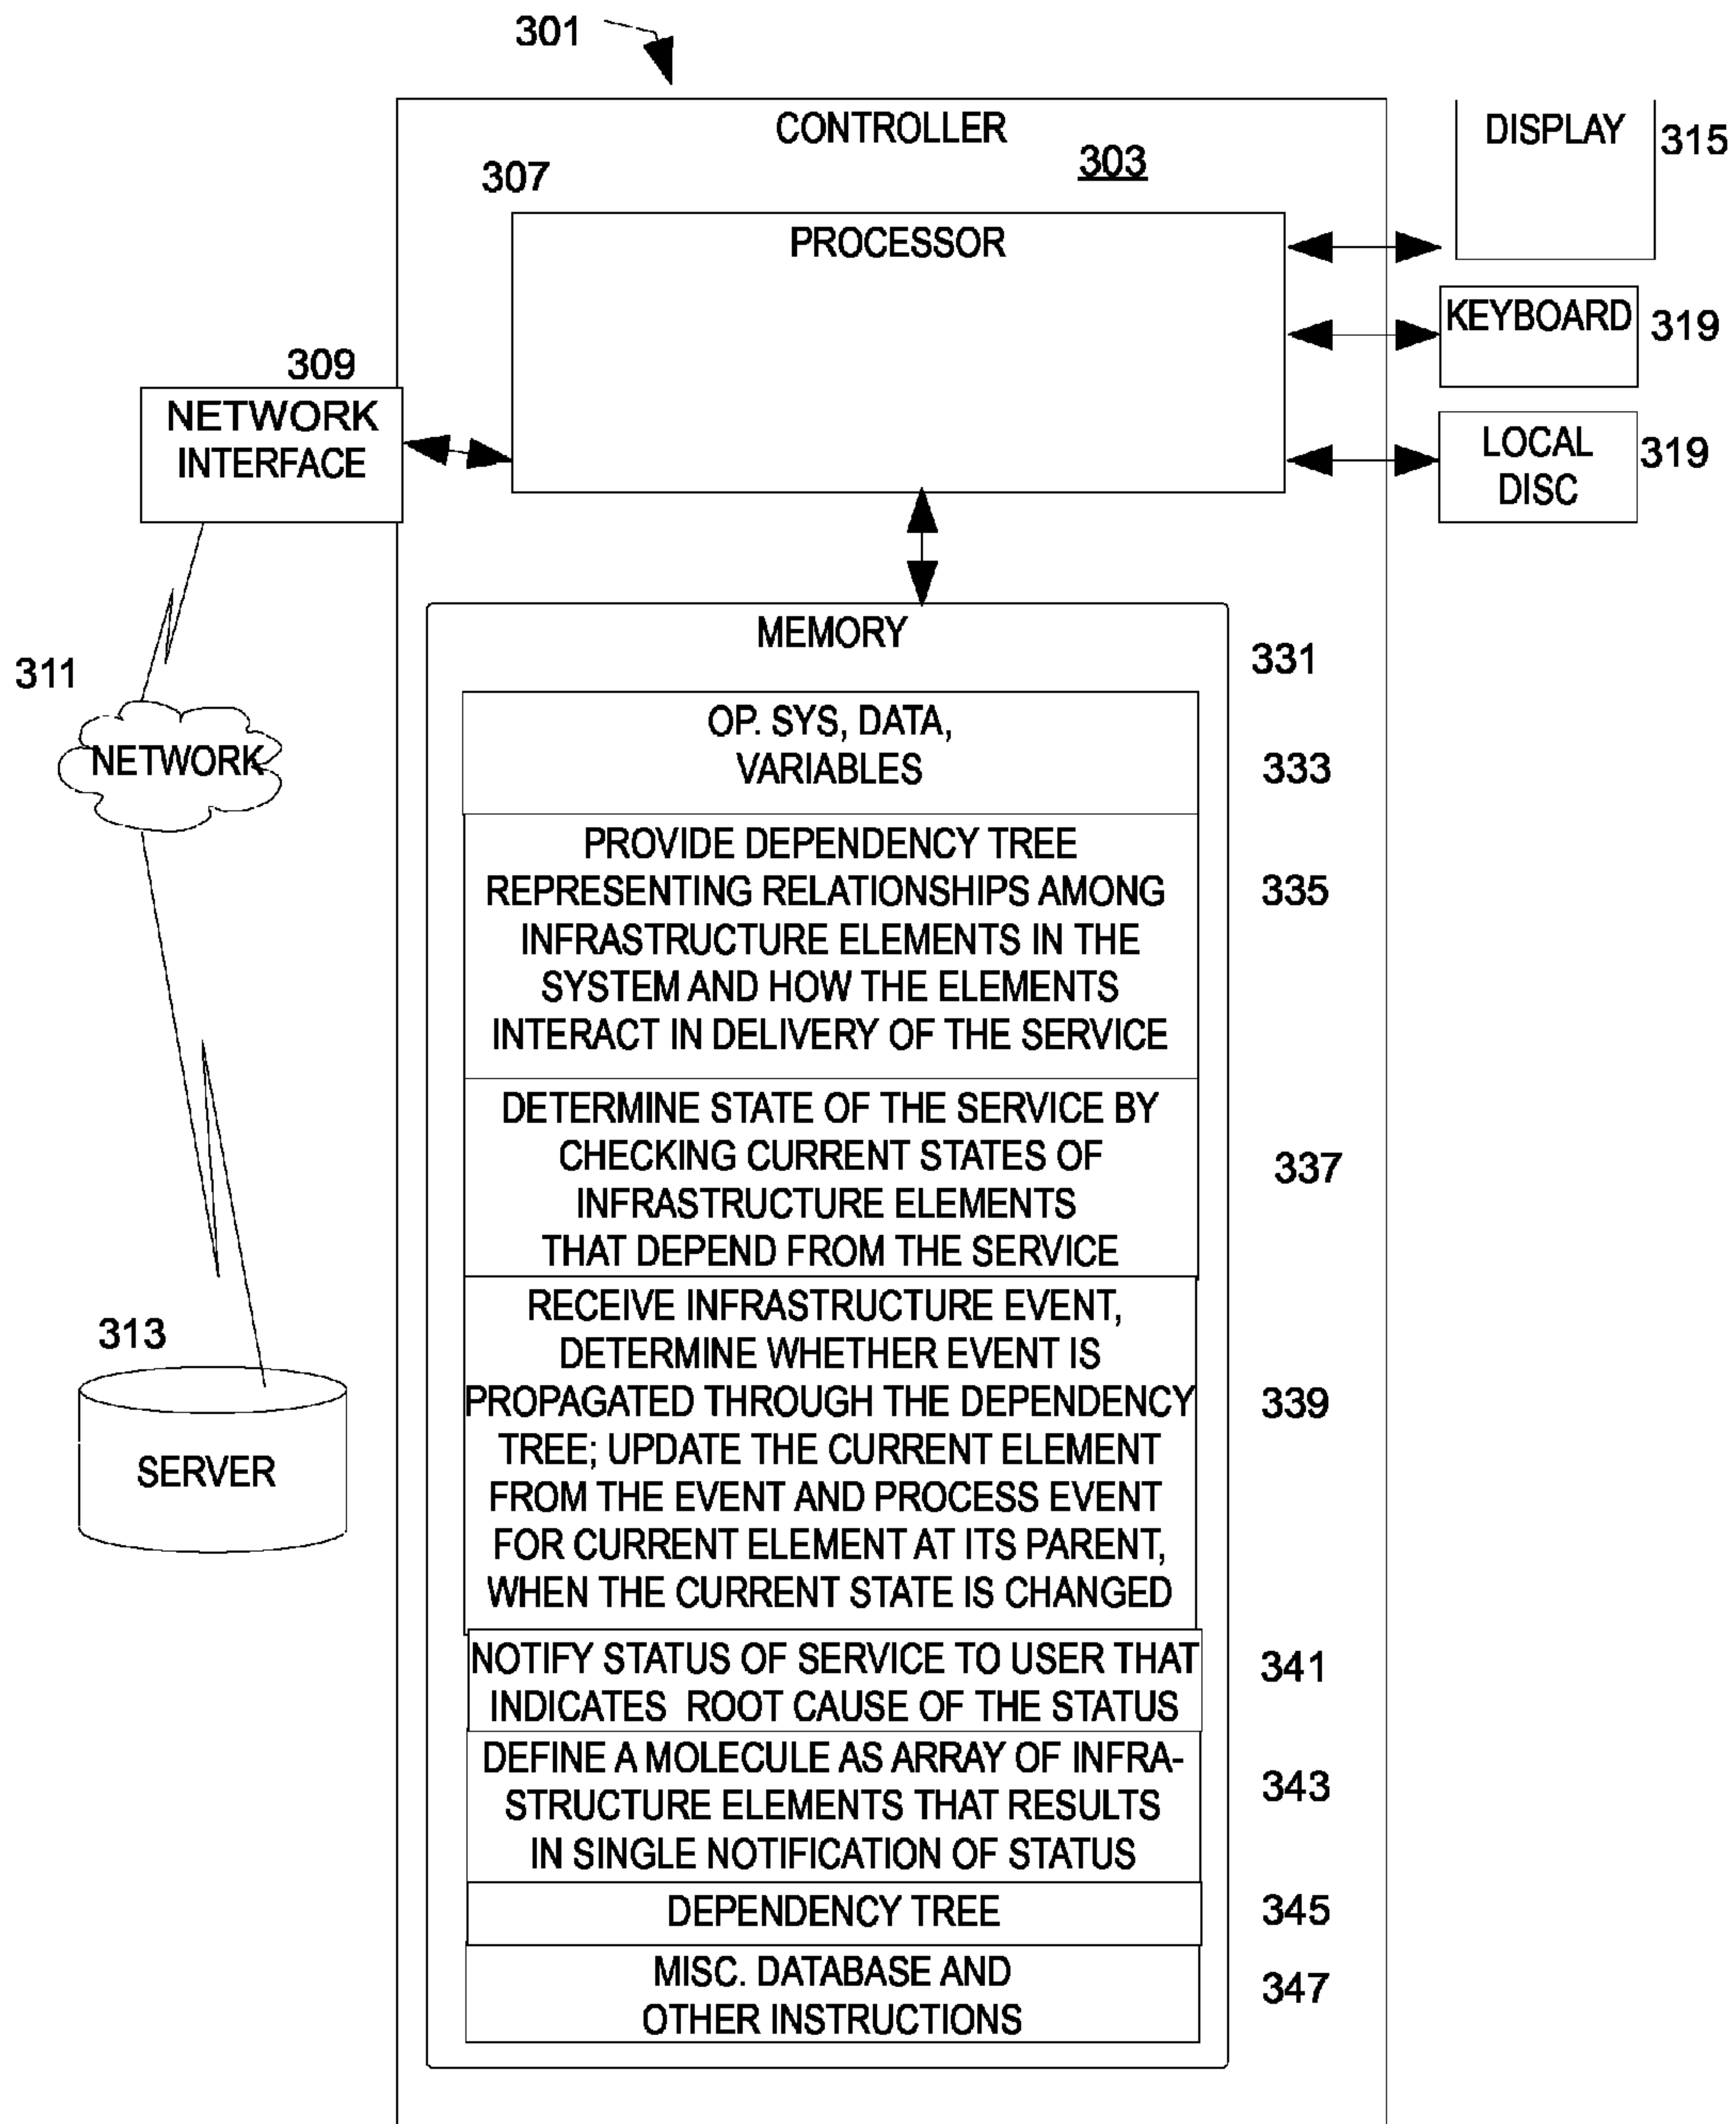 301
CONTROLLER
303
307
PROCESSOR
DISPLAY
315
KEYBOARD
319
LOCAL
DISC
319
309
NETWORK
INTERFACE
311
NETWORK
313
SERVER
MEMORY
331
OP. SYS, DATA,
VARIABLES
333
PROVIDE DEPENDENCY TREE
REPRESENTING RELATIONSHIPS AMONG
INFRASTRUCTURE ELEMENTS IN THE
SYSTEM AND HOW THE ELEMENTS
INTERACT IN DELIVERY OF THE SERVICE
335
DETERMINE STATE OF THE SERVICE BY
CHECKING CURRENT STATES OF
INFRASTRUCTURE ELEMENTS
THAT DEPEND FROM THE SERVICE
337
RECEIVE INFRASTRUCTURE EVENT,
DETERMINE WHETHER EVENT IS
PROPAGATED THROUGH THE DEPENDENCY
TREE; UPDATE THE CURRENT ELEMENT
FROM THE EVENT AND PROCESS EVENT
FOR CURRENT ELEMENT AT ITS PARENT,
WHEN THE CURRENT STATE IS CHANGED
339
NOTIFY STATUS OF SERVICE TO USER THAT
INDICATES ROOT CAUSE OF THE STATUS
341
DEFINE A MOLECULE AS ARRAY OF INFRA-
STRUCTURE ELEMENTS THAT RESULTS
IN SINGLE NOTIFICATION OF STATUS
343
DEPENDENCY TREE
345
MISC. DATABASE AND
OTHER INSTRUCTIONS
347